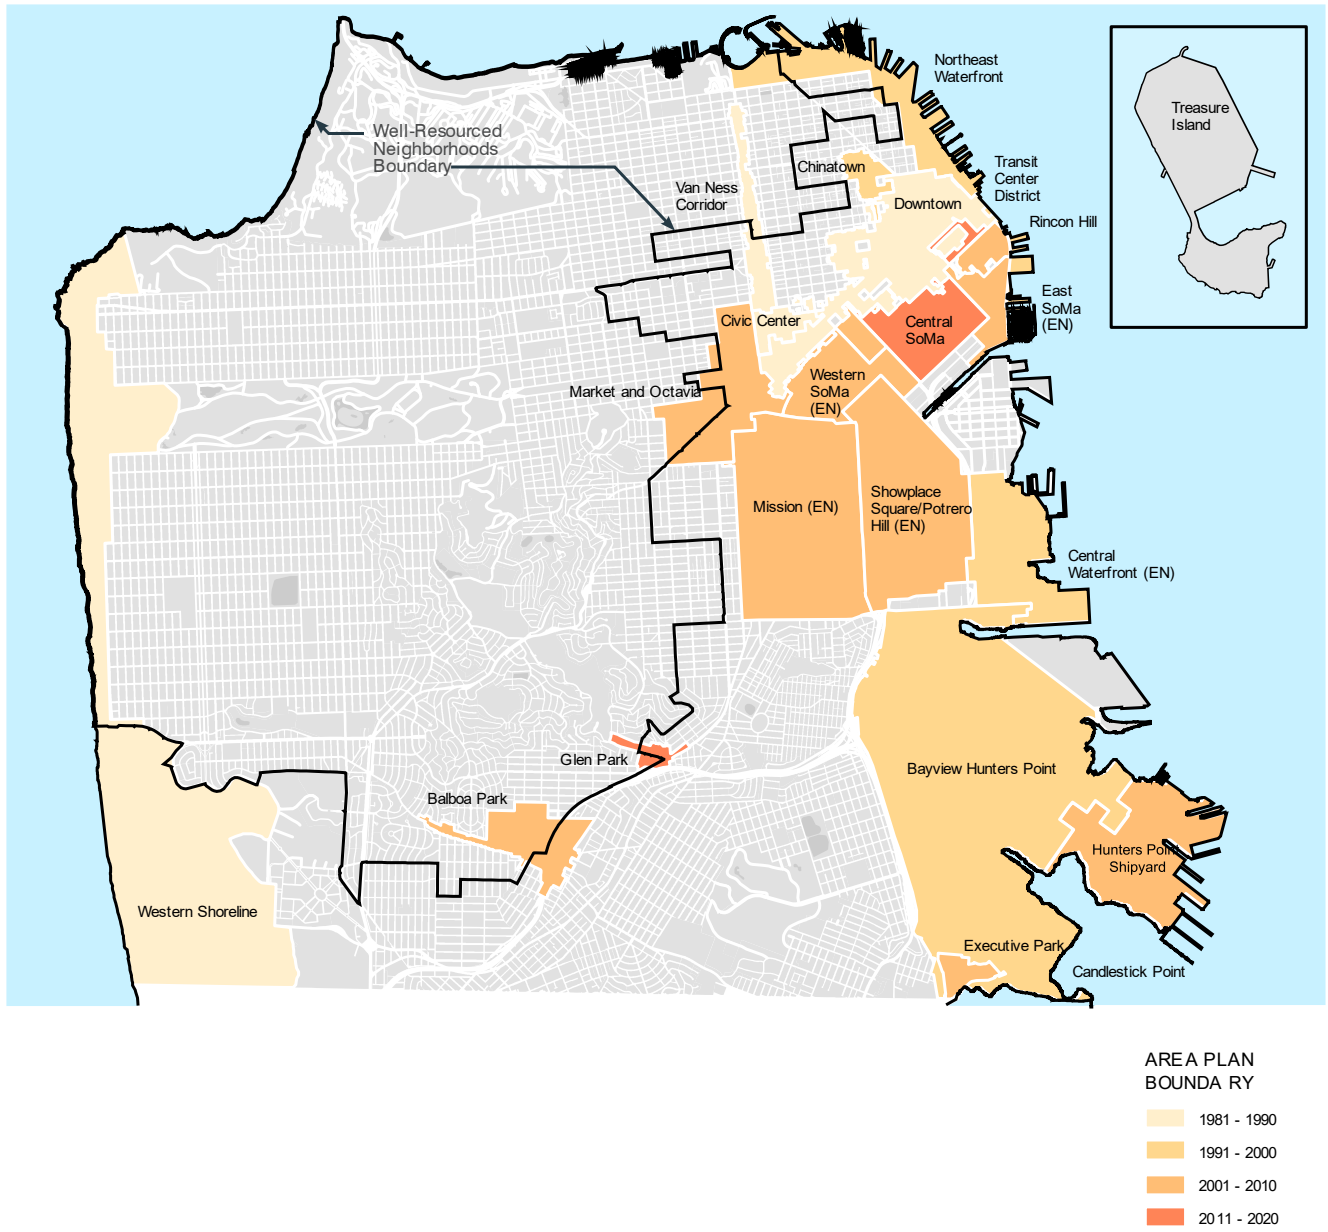 Northeast
Waterfront
Treasure
Island
Well-Resourced
Neighborhoods
Boundary
Chinatown
Transit
Center
District
Van Ness
Corridor
Downtown
Rincon Hill
East
SoMa
(EN)
Civic Center
Central
SoMa
Western
SoMa
(EN)
Market and Octavia
Mission (EN)
Showplace
Square/Potrero
Hill (EN)
Central
Waterfront (EN)
Glen Park
Bayview Hunters Point
Balboa Park
Hunters Point
Shipyard
Western Shoreline
Executive Park
Candlestick Point
AREA PLAN
BOUNDA RY
1981 - 1990
1991 - 2000
2001 - 2010
2011 - 2020